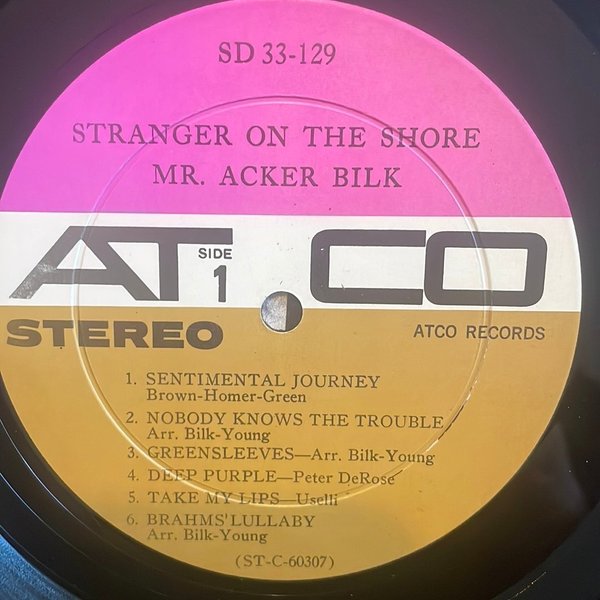 SD 33-129
STRANGER ON THE SHORE
MR. ACKER BILK
ATCO
SIDE
1
STEREO
ATCO RECORDS
1. SENTIMENTAL JOURNEY
Brown-Homer-Green
2. NOBODY KNOWS THE TROUBLE
Arr. Bilk-Young
3. GREENSLEEVES—Arr. Bilk-Young
4. DEEP PURPLE—Peter DeRose
5. TAKE MY LIPS—Uselli
6. BRAHMS' LULLABY
Arr. Bilk-Young
(ST-C-60307)